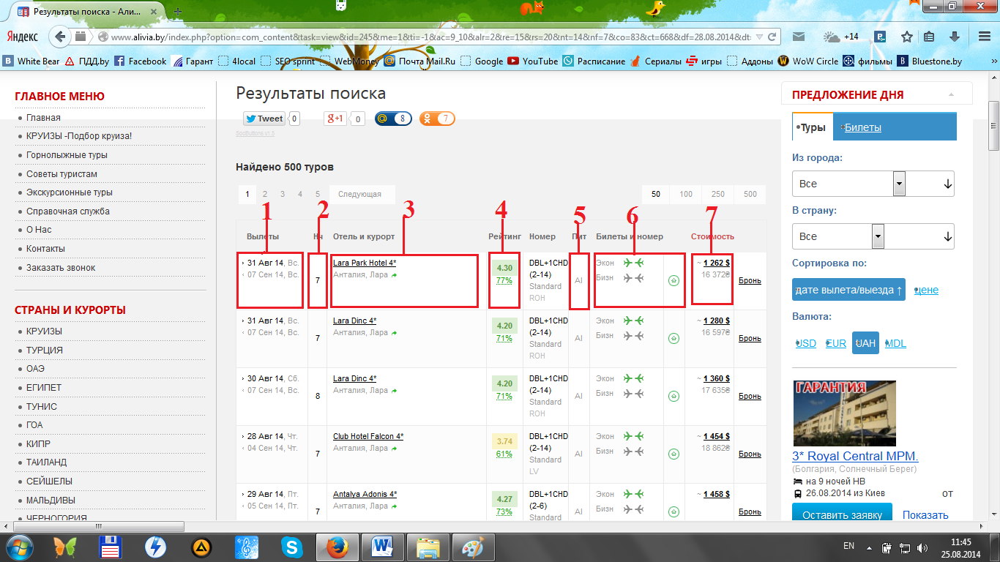 Результаты поиска - Али...
Яндекс
www.alivia.by/index.php?option=com_content&task=view&id=245&me=1&ti=-1&ac=9_10&alr=2&re=15&rs=20&nt=14&nf=7&co=83&ct=668&df=28.08.2014&dt-
+14
White Bear ПДД.by Facebook Гарант 4local SEO sprint WebMoney Почта Mail.Ru Google YouTube Расписание Сериалы игры Аддоны WoW Circle фильмы Bluestone.by
ГЛАВНОЕ МЕНЮ
Главная
КРУИЗЫ -Подбор круиза!
Горнолыжные туры
Советы туристам
Экскурсионные туры
Справочная служба
О Нас
Контакты
Заказать звонок
СТРАНЫ И КУРОРТЫ
КРУИЗЫ
ТУРЦИЯ
ОАЭ
ЕГИПЕТ
ТУНИС
ГОА
КИПР
ТАИЛАНД
СЕЙШЕЛЫ
МАЛЬДИВЫ
ЧЕРНОГОРИЯ
Результаты поиска
Tweet 0 g+1 0 @ 8 7
SocButtons v1.5
Найдено 500 туров
1 2 3 4 5 Следующая 50 100 250 500
1 2 3 4 5 6 7
Вылеты Нч Отель и курорт Рейтинг Номер Пит Билеты и номер Стоимость
31 Авг 14, Вс. Lara Park Hotel 4* 4.30 DBL+1CHD Экон ~ 1 262 $
07 Сен 14, Вс. 7 Анталия, Лара 77% (2-14) AI Бизн 16 372₴ Бронь
Standard
ROH
31 Авг 14, Вс. Lara Dinc 4* 4.20 DBL+1CHD Экон ~ 1 280 $
07 Сен 14, Вс. 7 Анталия, Лара 71% (2-14) AI Бизн 16 597₴ Бронь
Standard
ROH
30 Авг 14, Сб. Lara Dinc 4* 4.20 DBL+1CHD Экон ~ 1 360 $
07 Сен 14, Вс. 8 Анталия, Лара 71% (2-14) AI Бизн 17 635₴ Бронь
Standard
ROH
28 Авг 14, Чт. Club Hotel Falcon 4* 3.74 DBL+1CHD Экон ~ 1 454 $
04 Сен 14, Чт. 7 Анталия, Лара 61% (2-14) AI Бизн 18 862₴ Бронь
Standard
LV
29 Авг 14, Пт. Antalya Adonis 4* 4.27 DBL+1CHD Экон ~ 1 458 $
05 Сен 14, Пт. 7 Анталия, Лара 73% (2-6) AI Бизн Бронь
Standard
ПРЕДЛОЖЕНИЕ ДНЯ
Туры Билеты
Из города:
Все
В страну:
Все
Сортировка по:
дате вылета/выезда ↑ цене
Валюта:
USD EUR UAH MDL
ГАРАНТИЯ
3* Royal Central MPM.
(Болгария, Солнечный Берег)
на 9 ночей HB
26.08.2014 из Киев от
Оставить заявку Показать
EN 11:45
25.08.2014